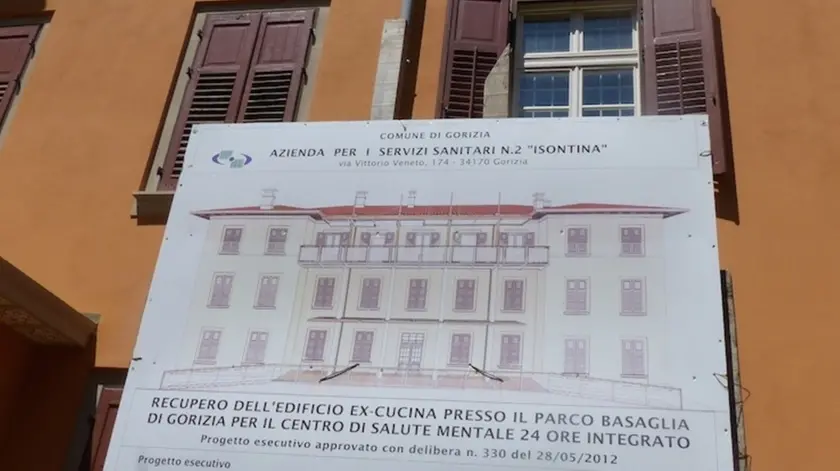 COMUNE DI GORIZIA
AZIENDA PER I SERVIZI SANITARI N.2 "ISONTINA"
via Vittorio Veneto, 174 - 34170 Gorizia
RECUPERO DELL'EDIFICIO EX-CUCINA PRESSO IL PARCO BASAGLIA
DI GORIZIA PER IL CENTRO DI SALUTE MENTALE 24 ORE INTEGRATO
Progetto esecutivo approvato con delibera n. 330 del 28/05/2012
Progetto esecutivo